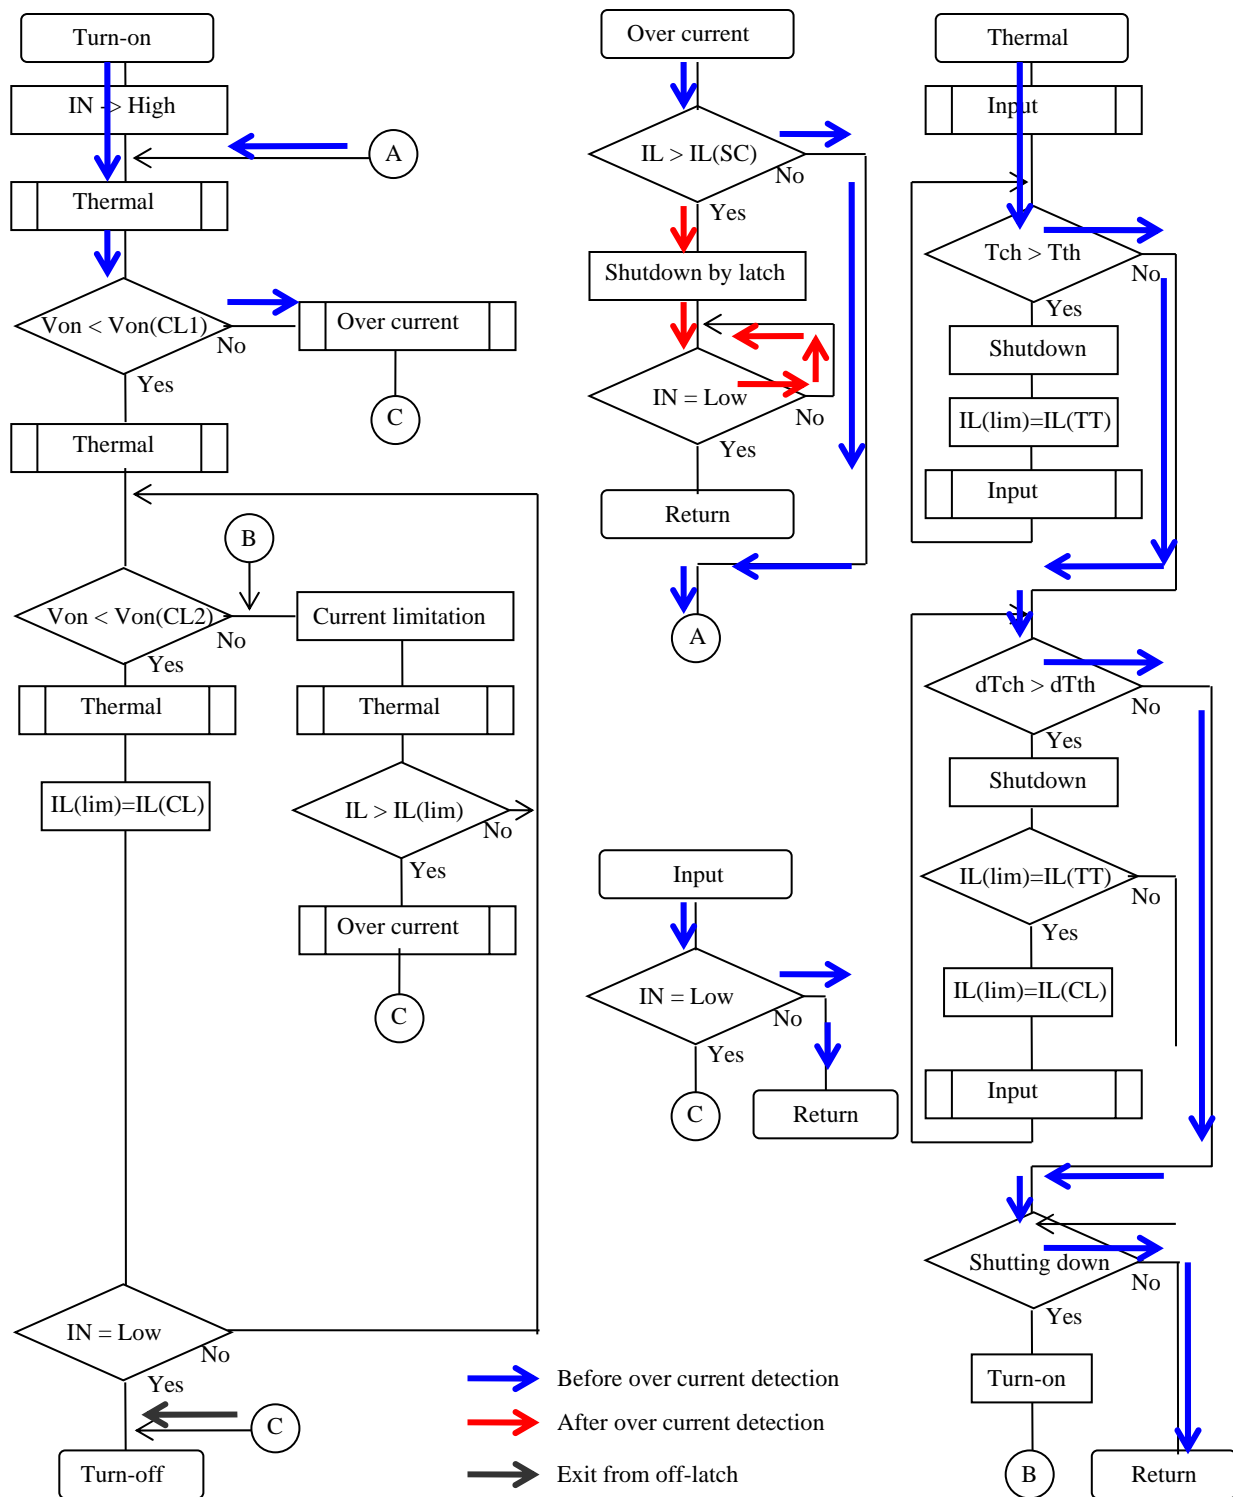 Turn-on
IN -> High
A
Thermal
Von < Von(CL1)
No
Yes
Over current
C
Thermal
B
Von < Von(CL2)
No
Yes
Current limitation
Thermal
Thermal
IL(lim)=IL(CL)
IL > IL(lim)
No
Yes
Over current
C
IN = Low
No
Yes
C
Turn-off
Over current
IL > IL(SC)
No
Yes
Shutdown by latch
IN = Low
No
Yes
Return
A
Input
IN = Low
No
Yes
C
Return
Thermal
Input
Tch > Tth
No
Yes
Shutdown
IL(lim)=IL(TT)
Input
dTch > dTth
No
Yes
Shutdown
IL(lim)=IL(TT)
No
Yes
IL(lim)=IL(CL)
Input
Shutting down
No
Yes
Turn-on
B
Return
Before over current detection
After over current detection
Exit from off-latch